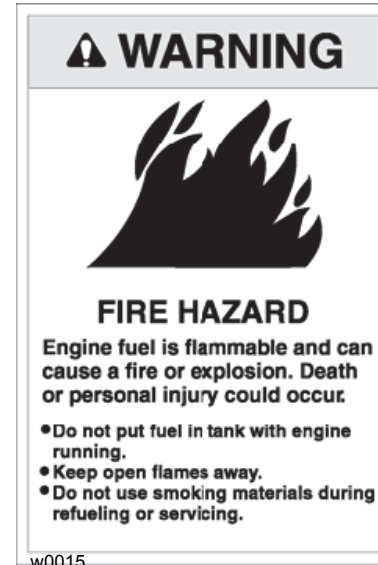 WARNING
FIRE HAZARD
Engine fuel is flammable and can
cause a fire or explosion. Death
or personal injury could occur.
•Do not put fuel in tank with engine
running.
•Keep open flames away.
•Do not use smoking materials during
refueling or servicing.
w0015